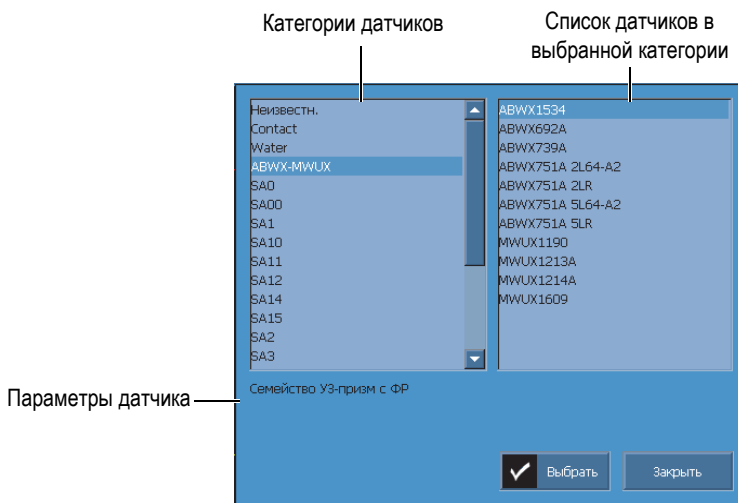 Категории датчиков
Список датчиков в
выбранной категории
Неизвестн.
Contact
Water
ABWX-MWUX
SA0
SA00
SA1
SA10
SA11
SA12
SA14
SA15
SA2
SA3
ABWX1534
ABWX692A
ABWX739A
ABWX751A 2L64-A2
ABWX751A 2LR
ABWX751A 5L64-A2
ABWX751A 5LR
MWUX1190
MWUX1213A
MWUX1214A
MWUX1609
Параметры датчика
Семейство УЗ-призм с ФР
Выбрать
Закрыть